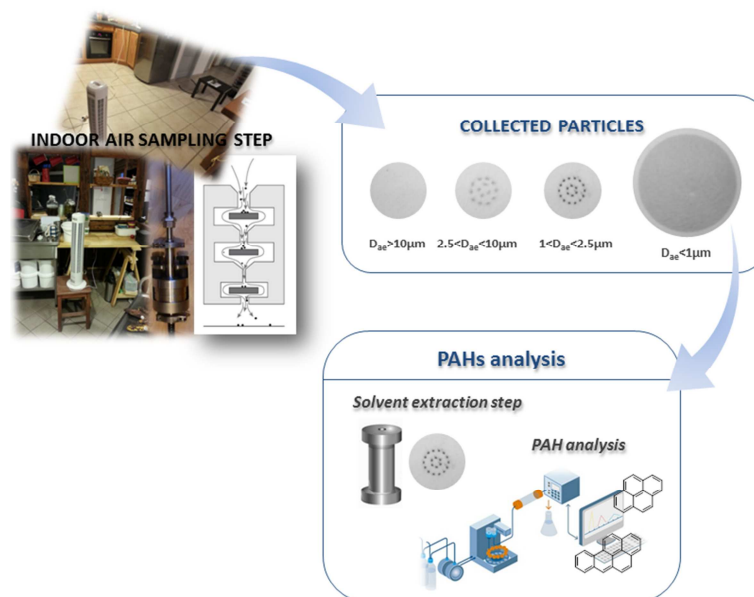 INDOOR AIR SAMPLING STEP
COLLECTED PARTICLES
Dae>10µm 2.5<Dae<10µm 1<Dae<2.5µm Dae<1µm
PAHs analysis
Solvent extraction step
PAH analysis